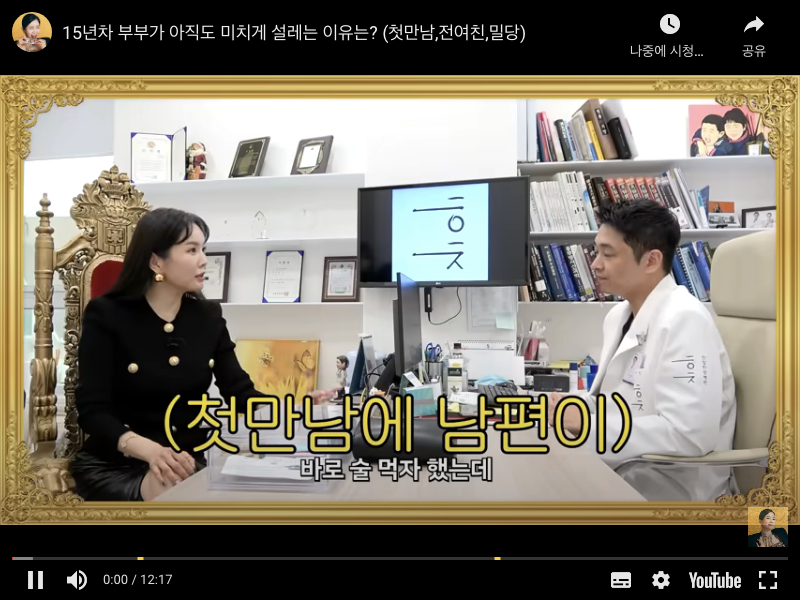 15년차 부부가 아직도 미치게 설레는 이유는? (첫만남,전여친,밀당)
나중에 시청...
공유
(첫만남에 남편이)
바로 술 먹자 했는데
0:00 / 12:17
YouTube